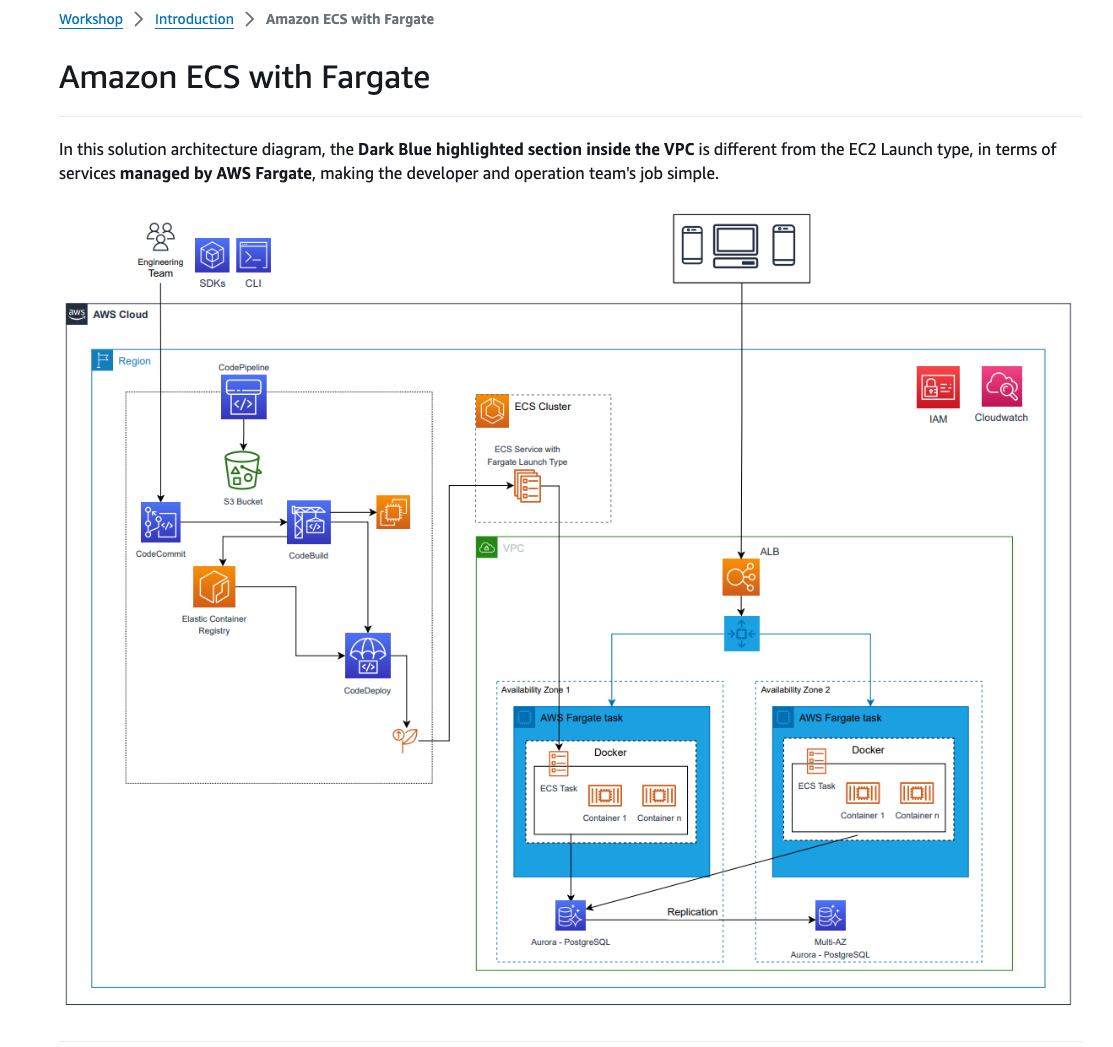 Workshop > Introduction > Amazon ECS with Fargate
Amazon ECS with Fargate
In this solution architecture diagram, the Dark Blue highlighted section inside the VPC is different from the EC2 Launch type, in terms of
services managed by AWS Fargate, making the developer and operation team's job simple.
Engineering
Team
SDKs
CLI
aws
AWS Cloud
Region
CodePipeline
S3 Bucket
CodeCommit
CodeBuild
Elastic Container
Registry
CodeDeploy
ECS Cluster
ECS Service with
Fargate Launch Type
IAM
Cloudwatch
VPC
ALB
Availability Zone 1
AWS Fargate task
Docker
ECS Task
Container 1
Container n
Availability Zone 2
AWS Fargate task
Docker
ECS Task
Container 1
Container n
Replication
Aurora - PostgreSQL
Multi-AZ
Aurora - PostgreSQL